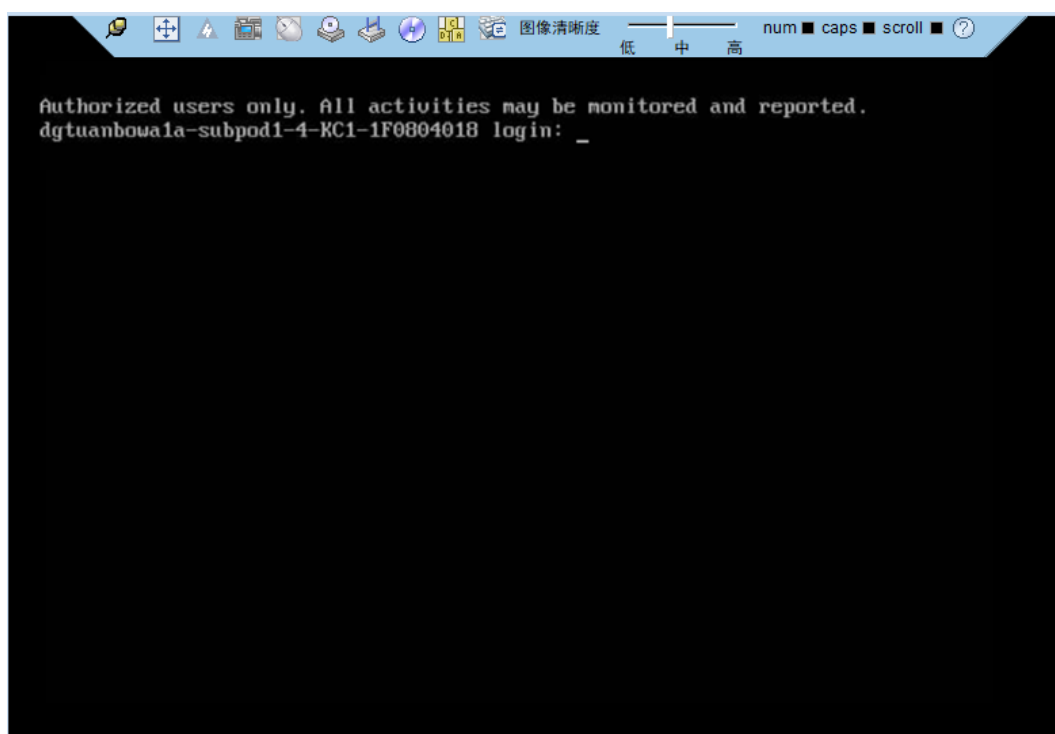 图像清晰度 低 中 高 num caps scroll ?
Authorized users only. All activities may be monitored and reported.
dgtuanbowa1a-subpod1-4-KC1-1F0804018 login: _